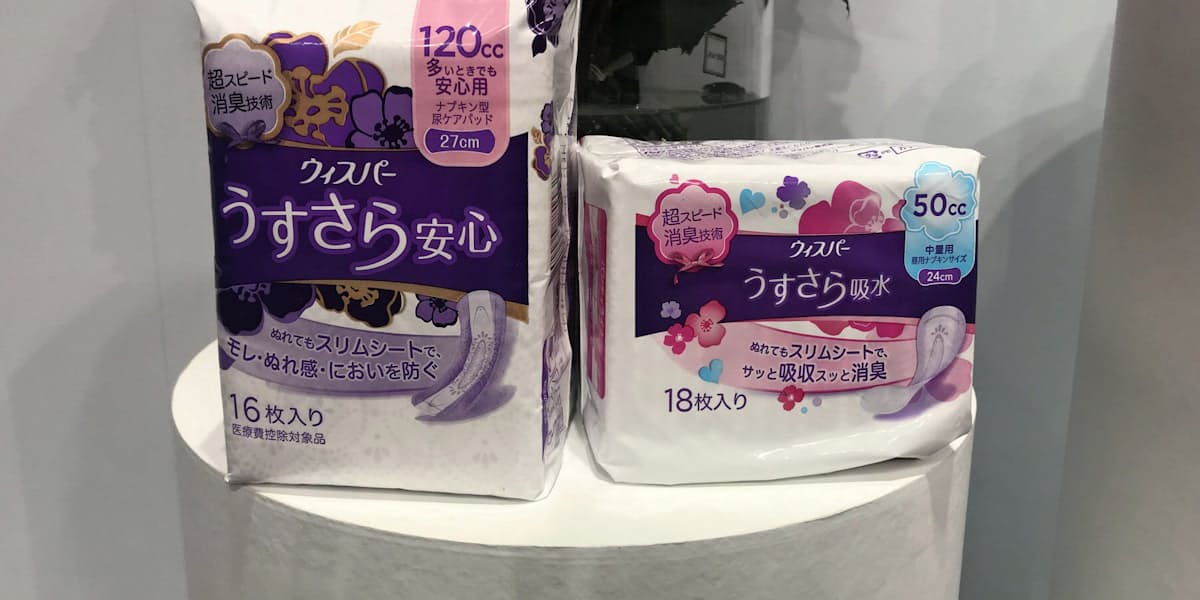 超スピード
消臭技術
120cc
多いときでも
安心用
ナプキン型
尿ケアパッド
27cm
ウィスパー
うすさら安心
ぬれてもスリムシートで、
モレ・ぬれ感・においを防ぐ
16枚入り
医療費控除対象品
超スピード
消臭技術
50cc
中量用
昼用ナプキンサイズ
24cm
ウィスパー
うすさら吸水
ぬれてもスリムシートで、
サッと吸収スッと消臭
18枚入り